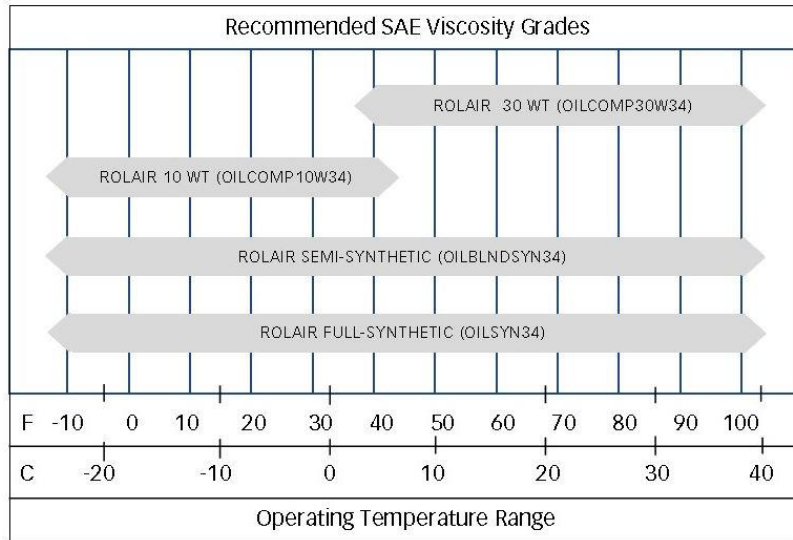 Recommended SAE Viscosity Grades
ROLAIR 30 WT (OILCOMP30W34)
ROLAIR 10 WT (OILCOMP10W34)
ROLAIR SEMI-SYNTHETIC (OILBLNDSYN34)
ROLAIR FULL-SYNTHETIC (OILSYN34)
F -10 0 10 20 30 40 50 60 70 80 90 100
C -20 -10 0 10 20 30 40
Operating Temperature Range